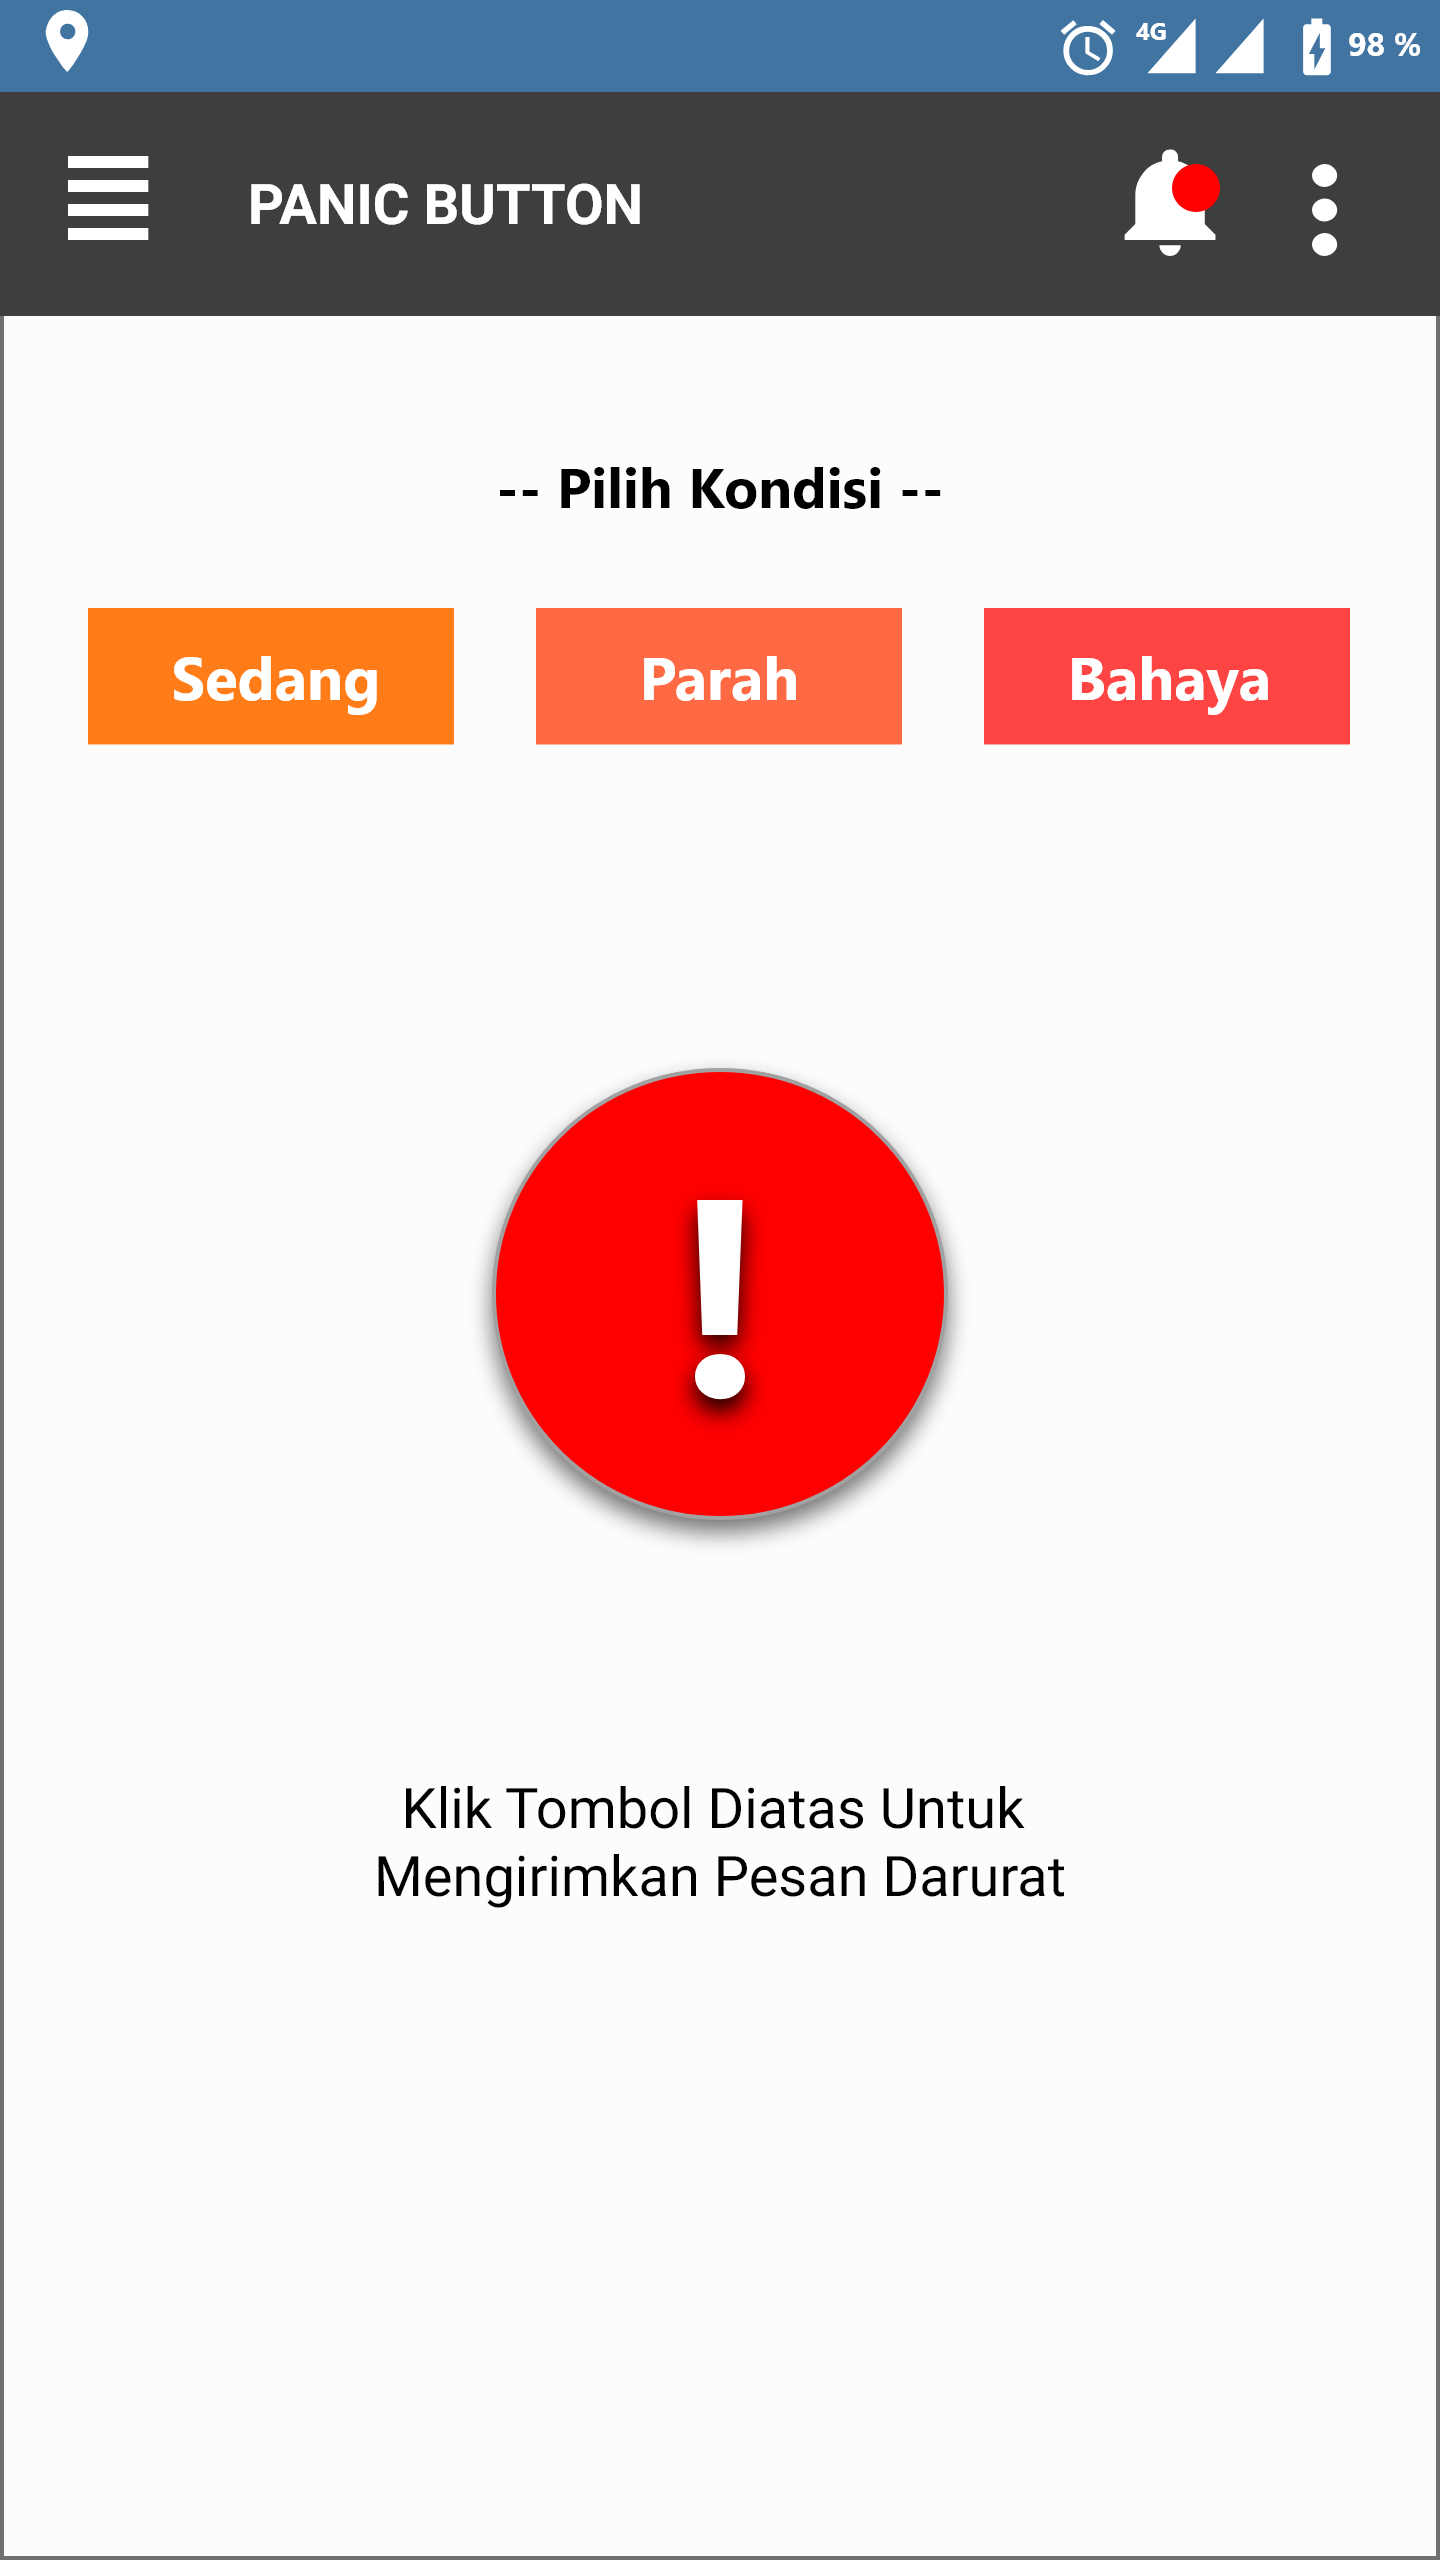 4G 98 %
PANIC BUTTON
-- Pilih Kondisi --
Sedang Parah Bahaya
!
Klik Tombol Diatas Untuk
Mengirimkan Pesan Darurat